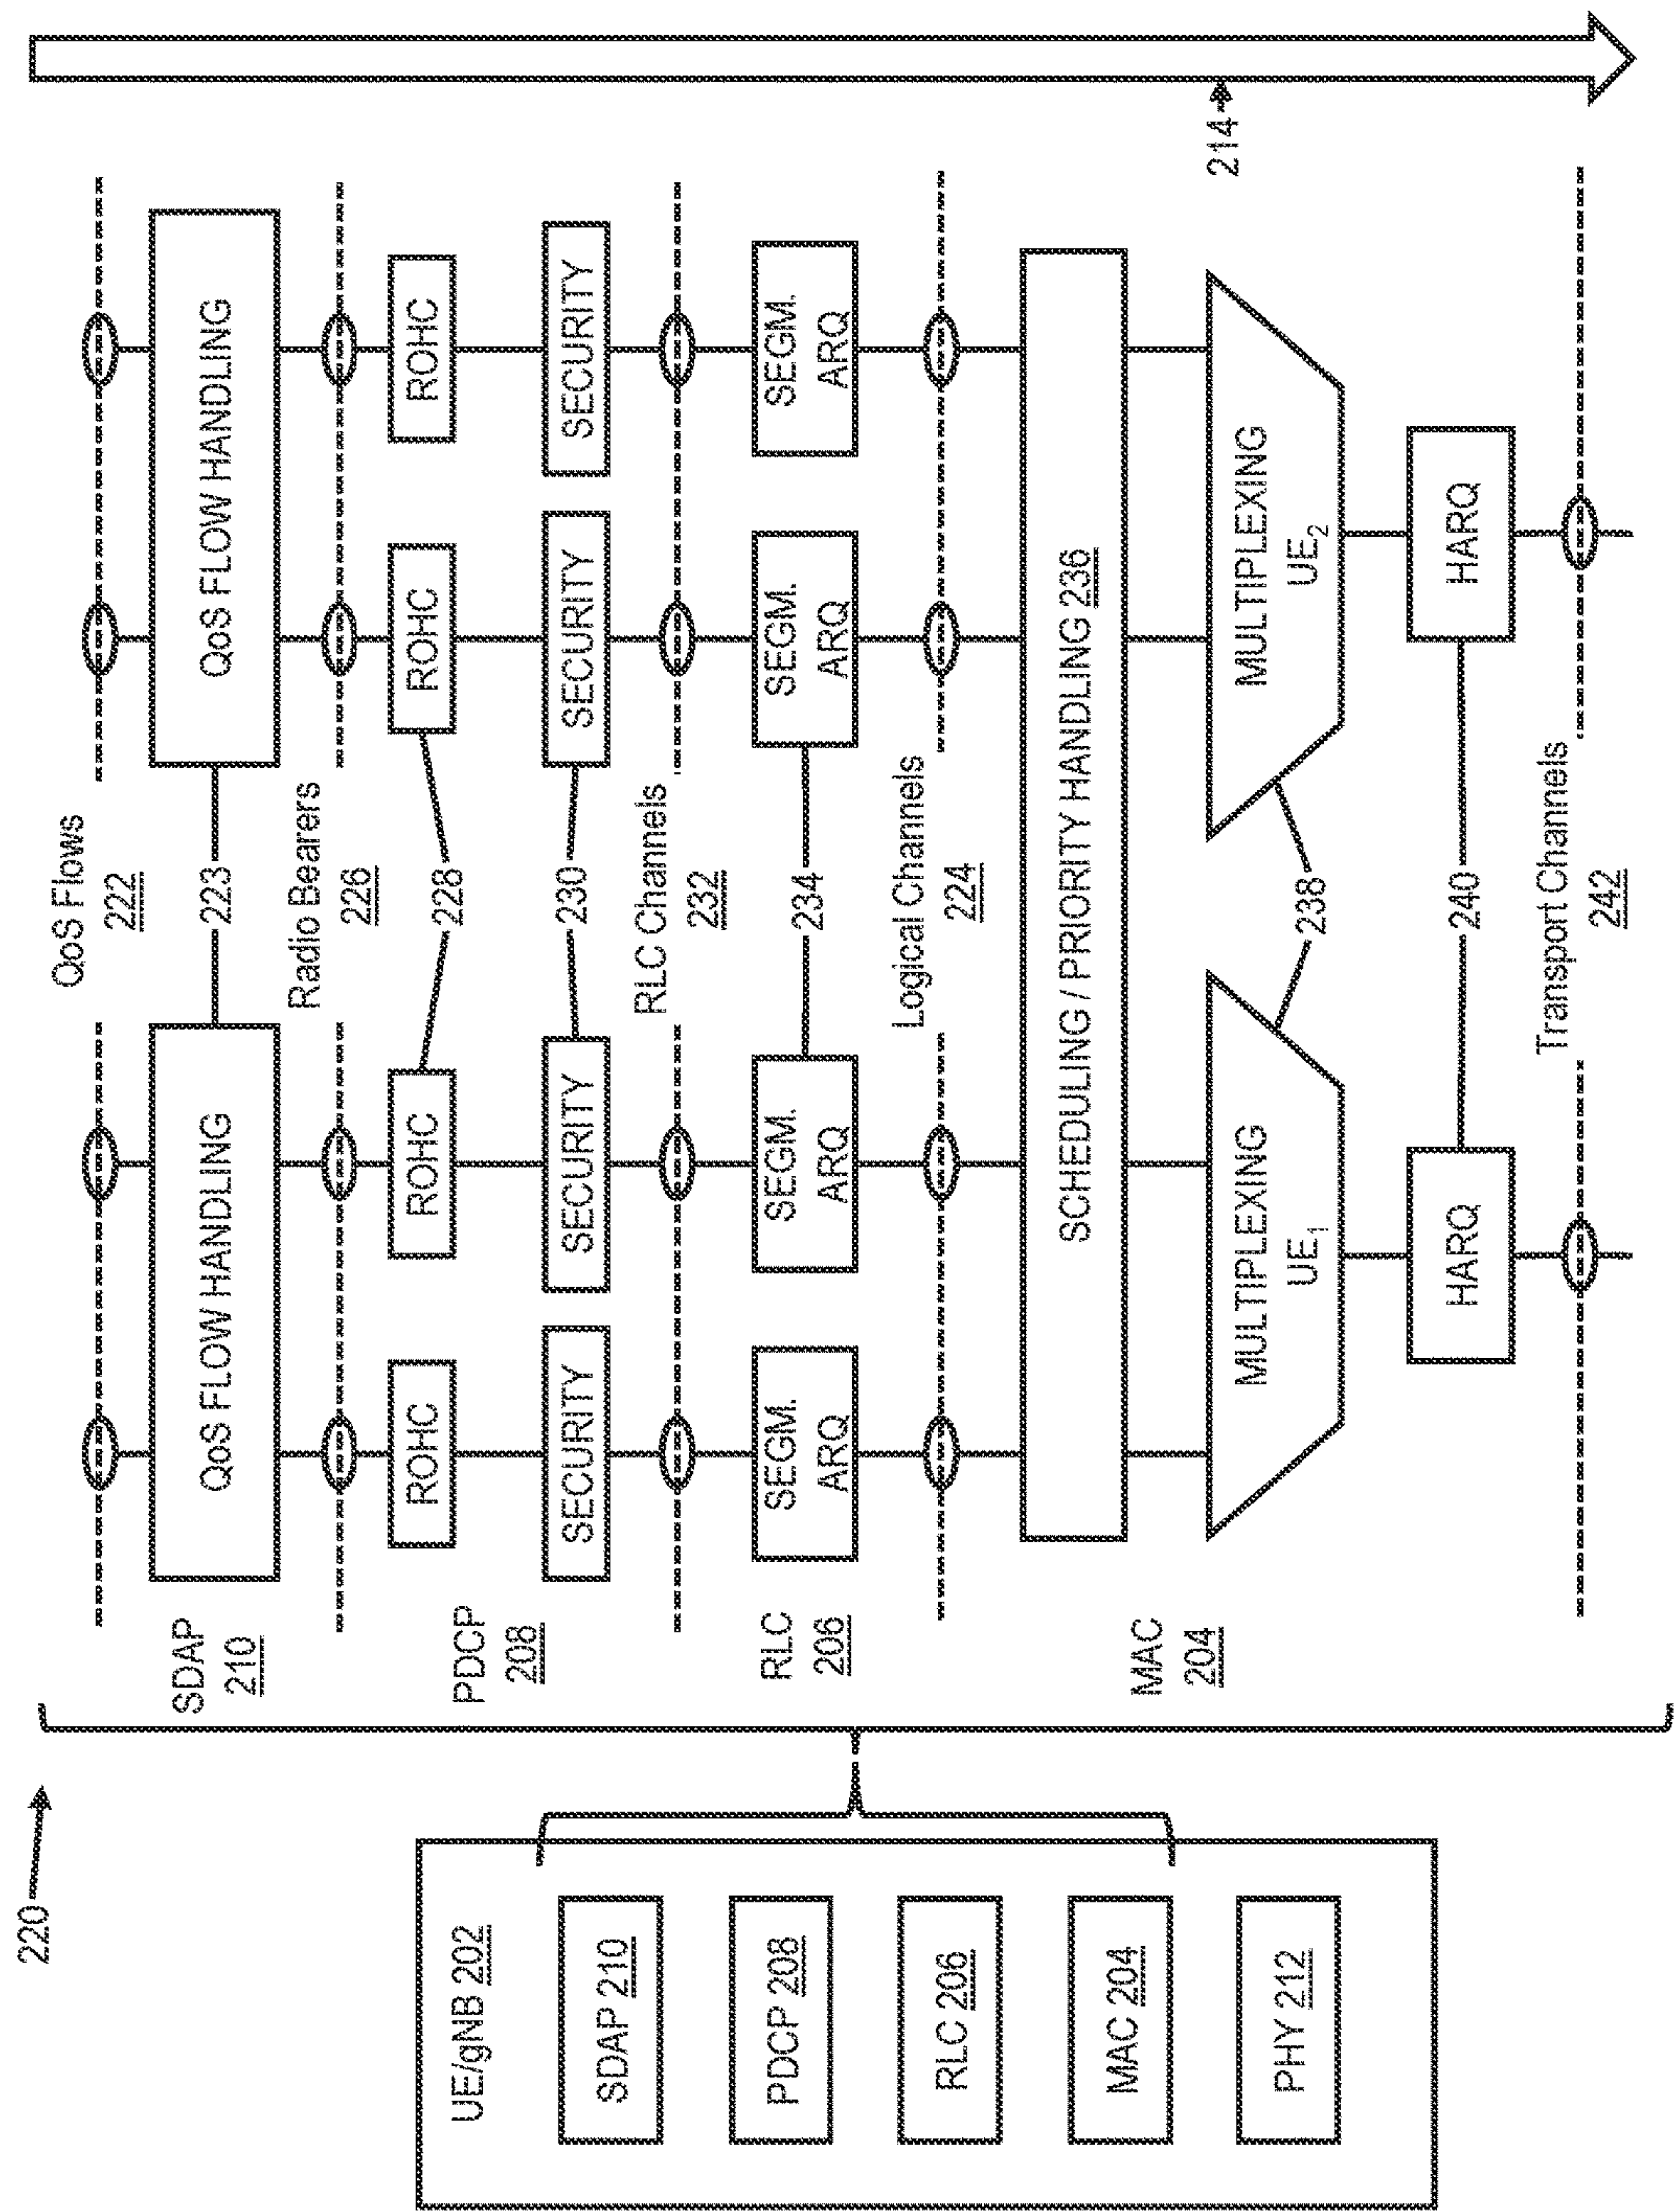 220
UE/gNB 202
SDAP 210
PDCP 208
RLC 206
MAC 204
PHY 212
QoS Flows
222
SDAP
210
QoS FLOW HANDLING
223
QoS FLOW HANDLING
Radio Bearers
226
PDCP
208
ROHC
ROHC
228
ROHC
ROHC
SECURITY
SECURITY
230
SECURITY
SECURITY
RLC Channels
232
RLC
206
SEGM.
ARQ
SEGM.
ARQ
234
SEGM.
ARQ
SEGM.
ARQ
Logical Channels
224
MAC
204
SCHEDULING / PRIORITY HANDLING 236
MULTIPLEXING
UE1
238
MULTIPLEXING
UE2
214
HARQ
240
HARQ
Transport Channels
242